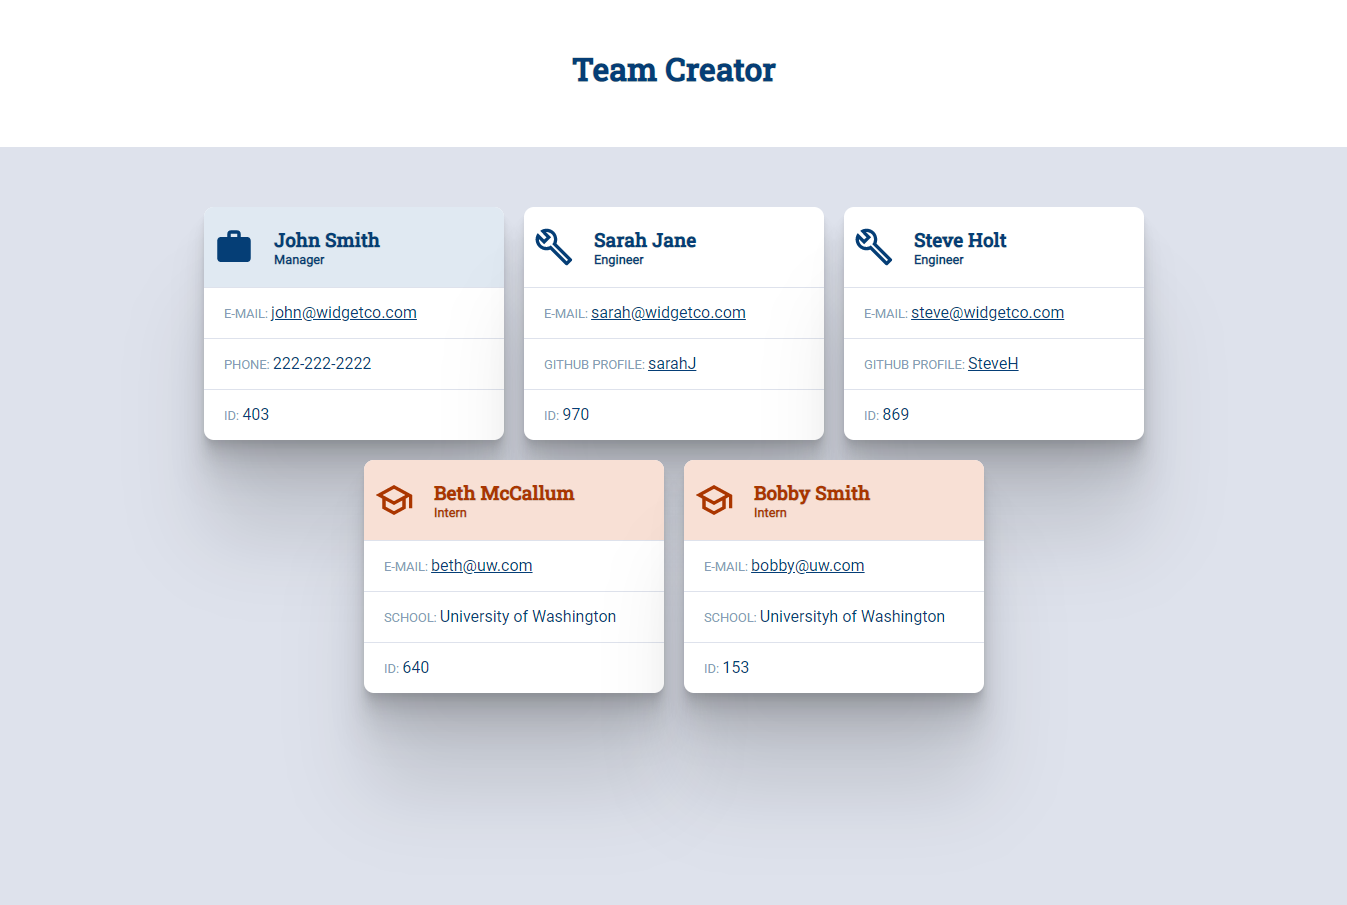 Team Creator
John Smith
Manager
E-MAIL: john@widgetco.com
PHONE: 222-222-2222
ID: 403
Sarah Jane
Engineer
E-MAIL: sarah@widgetco.com
GITHUB PROFILE: sarahJ
ID: 970
Steve Holt
Engineer
E-MAIL: steve@widgetco.com
GITHUB PROFILE: SteveH
ID: 869
Beth McCallum
Intern
E-MAIL: beth@uw.com
SCHOOL: University of Washington
ID: 640
Bobby Smith
Intern
E-MAIL: bobby@uw.com
SCHOOL: Universityh of Washington
ID: 153